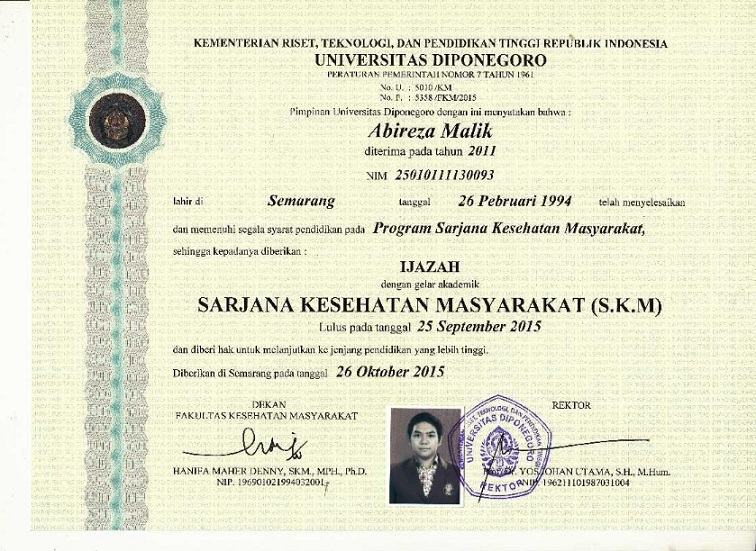 KEMENTERIAN RISET, TEKNOLOGI, DAN PENDIDIKAN TINGGI REPUBLIK INDONESIA
UNIVERSITAS DIPONEGORO
PERATURAN PEMERINTAH NOMOR 7 TAHUN 1961
No. U. : 5010 /KM
No. F. : 5358 /FKM/2015
Pimpinan Universitas Diponegoro dengan ini menyatakan bahwa :
Abireza Malik
diterima pada tahun 2011
NIM 25010111130093
lahir di Semarang tanggal 26 Pebruari 1994 telah menyelesaikan
dan memenuhi segala syarat pendidikan pada Program Sarjana Kesehatan Masyarakat,
sehingga kepadanya diberikan :
IJAZAH
dengan gelar akademik
SARJANA KESEHATAN MASYARAKAT (S.K.M)
Lulus pada tanggal 25 September 2015
dan diberi hak untuk melanjutkan ke jenjang pendidikan yang lebih tinggi.
Diberikan di Semarang pada tanggal 26 Oktober 2015
DEKAN
FAKULTAS KESEHATAN MASYARAKAT
HANIFA MAHER DENNY, SKM., MPH., Ph.D.
NIP. 196901021994032001
REKTOR
UNIVERSITAS DIPONEGORO
REKTOR
YOS JOHAN UTAMA, S.H., M.Hum.
NIP. 196211101987031004